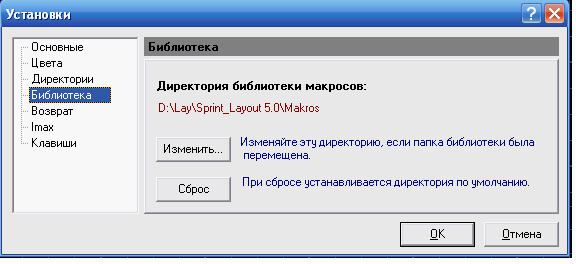 Установки
Основные
Цвета
Директории
Библиотека
Возврат
Imax
Клавиши
Библиотека
Директория библиотеки макросов:
D:\Lay\Sprint_Layout 5.0\Makros
Изменить...
Изменяйте эту директорию, если папка библиотеки была
перемещена.
Сброс
При сбросе устанавливается директория по умолчанию.
OK
Отмена